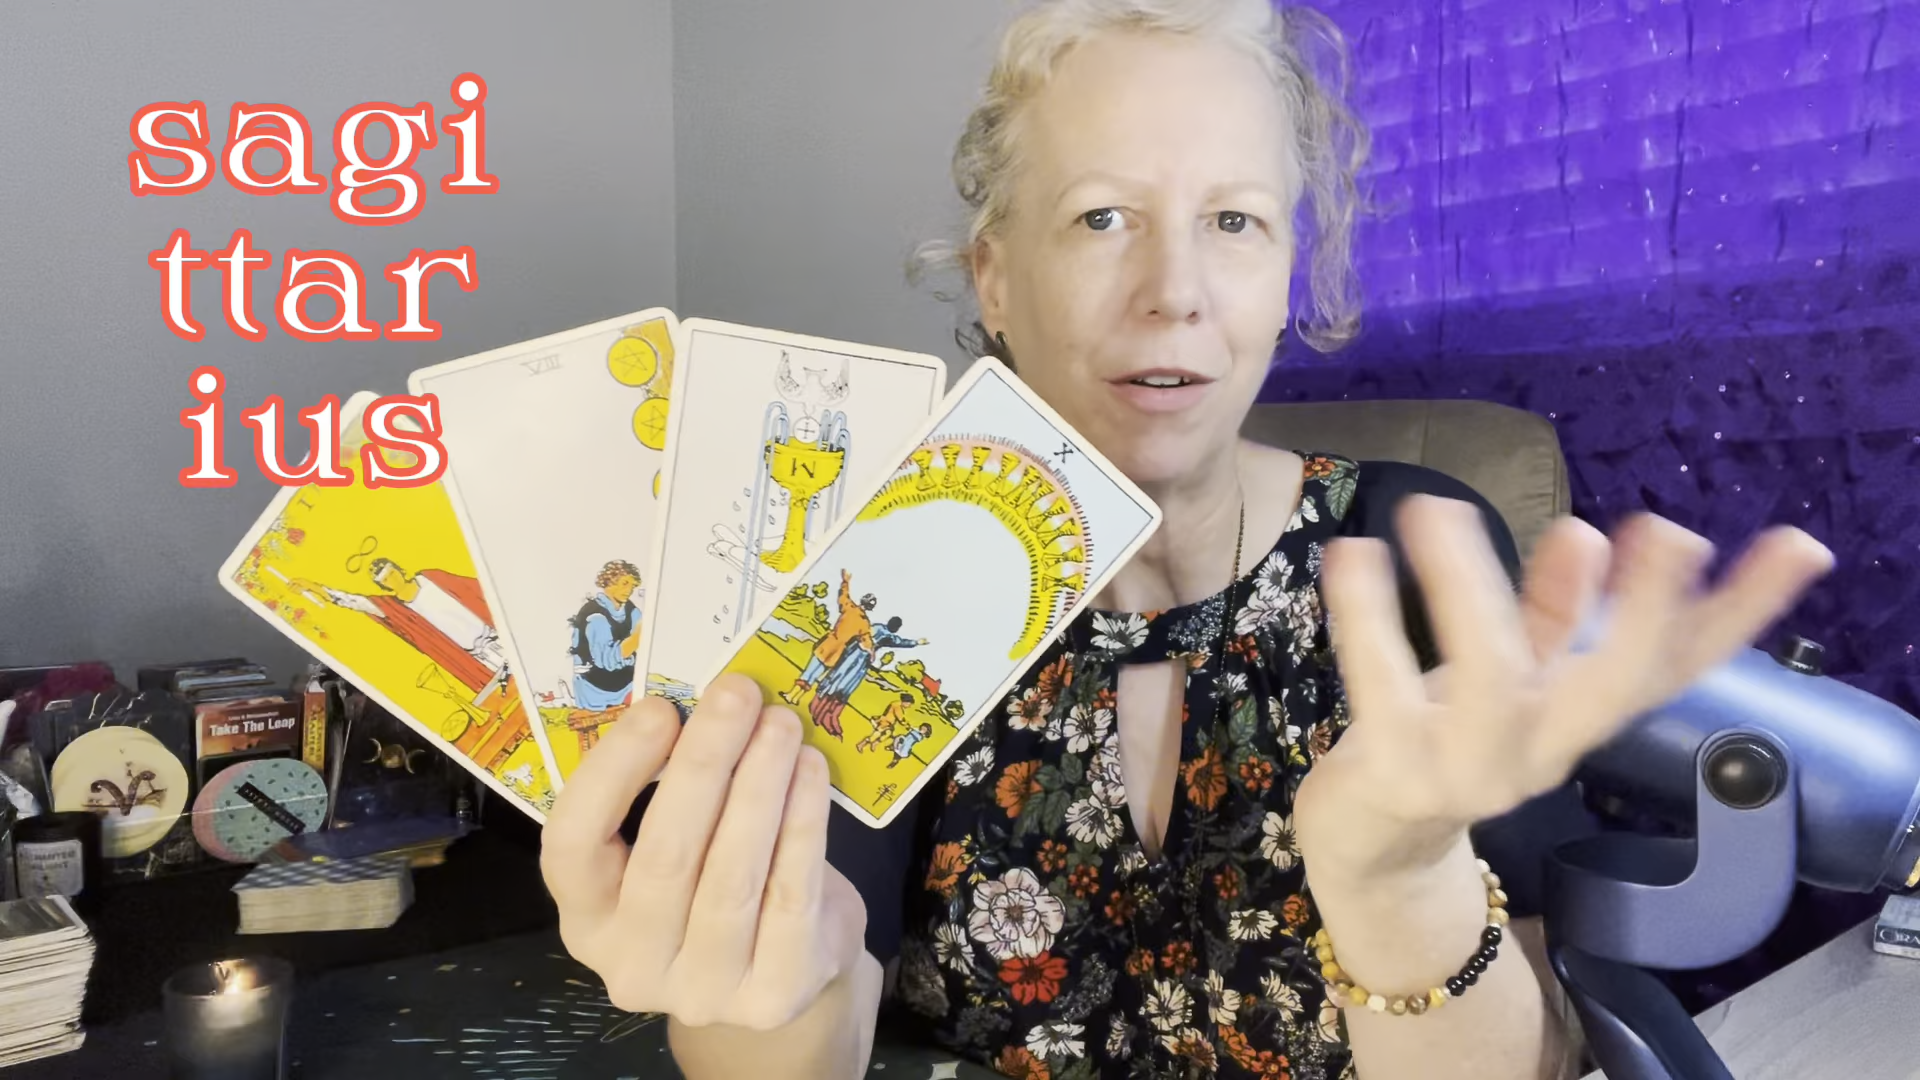 sagi
ttar
ius
I
VIII
X
W
Take The Leap